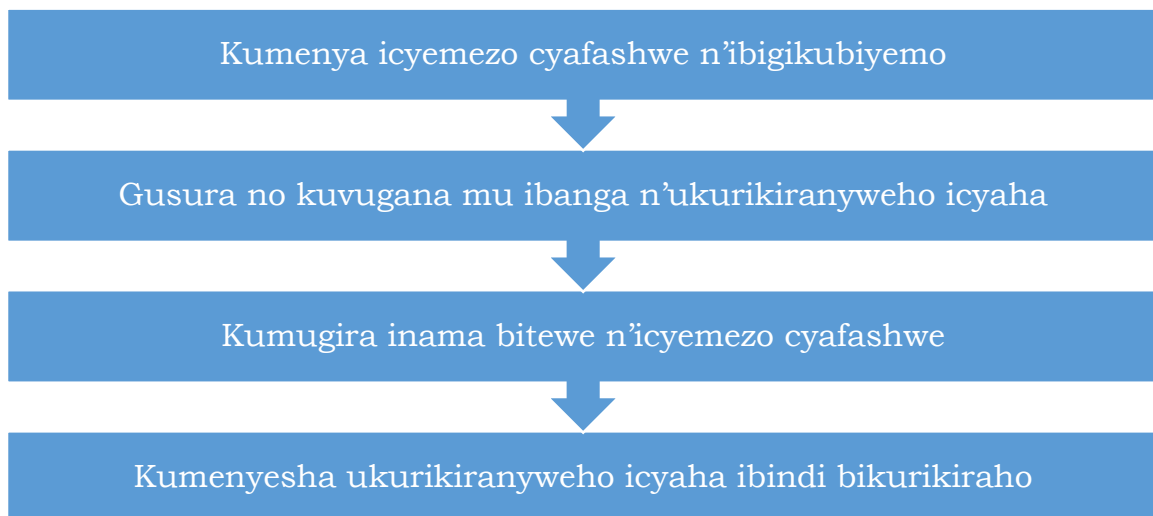 Kumenya icyemezo cyafashwe n’ibigikubiyemo
Gusura no kuvugana mu ibanga n’ukurikiranyweho icyaha
Kumugira inama bitewe n’icyemezo cyafashwe
Kumenyesha ukurikiranyweho icyaha ibindi bikurikiraho